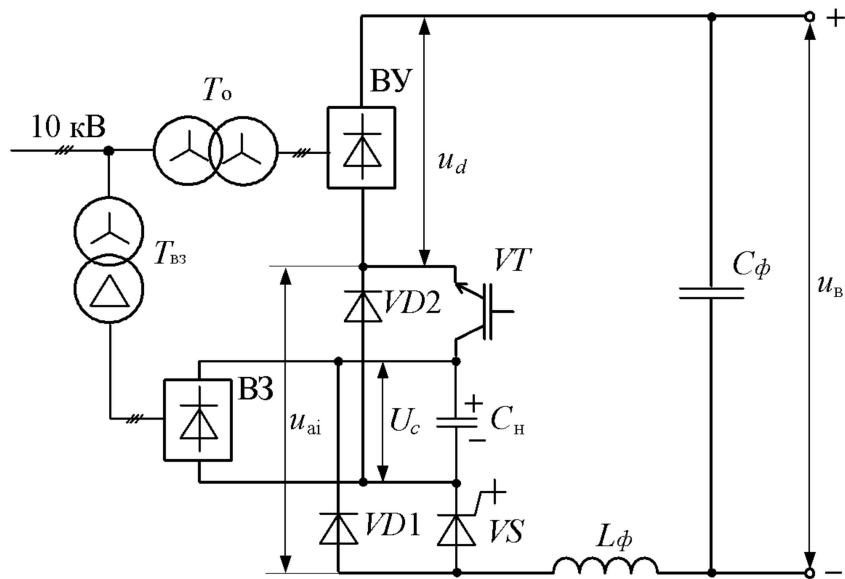 +
ВУ
Tо
10 кВ
ud
VT
Tвз
Cф
uв
VD2
ВЗ
+
uai
Uc
Cн
−
+
VD1
VS
Lф
−